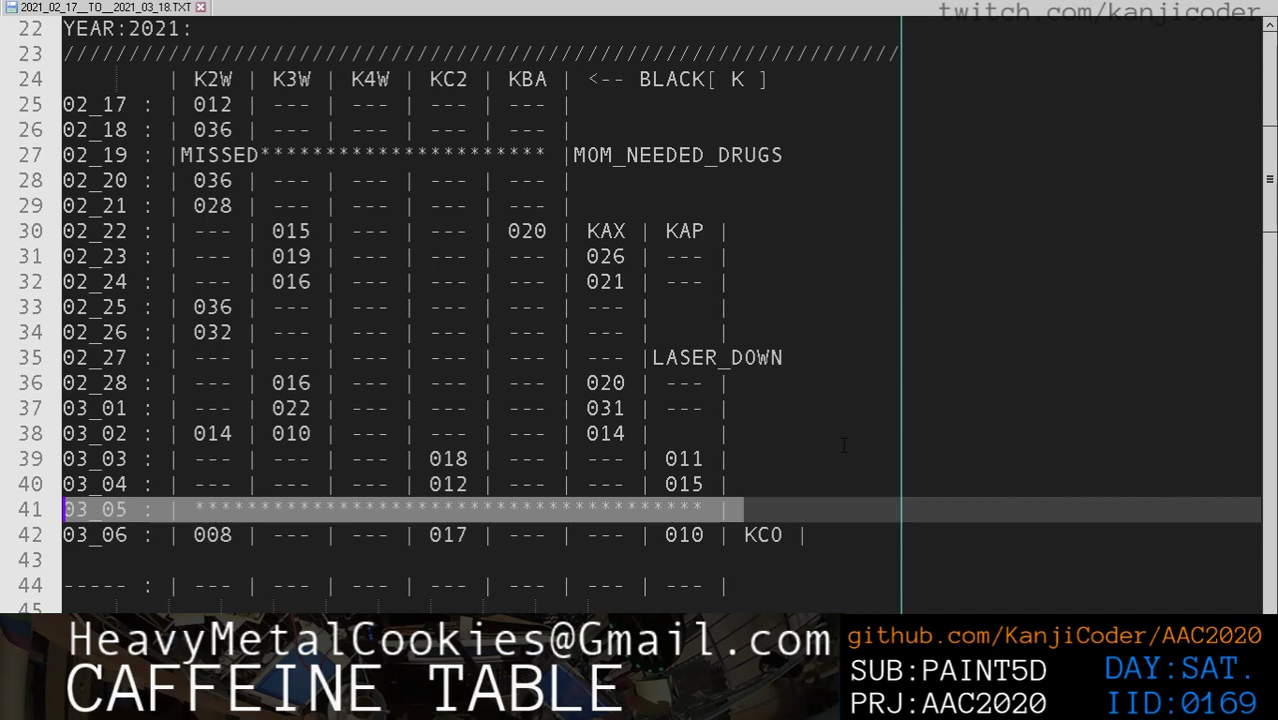 2021_02_17__TO__2021_03_18.TXT
twitch.com/kanjicoder
22 YEAR:2021:
23 ////////////////////////////////////////////////////////////////
24 | K2W | K3W | K4W | KC2 | KBA | <-- BLACK[ K ]
25 02_17 : | 012 | --- | --- | --- | --- |
26 02_18 : | 036 | --- | --- | --- | --- |
27 02_19 : |MISSED********************** |MOM_NEEDED_DRUGS
28 02_20 : | 036 | --- | --- | --- | --- |
29 02_21 : | 028 | --- | --- | --- | --- |
30 02_22 : | --- | 015 | --- | --- | 020 | KAX | KAP |
31 02_23 : | --- | 019 | --- | --- | --- | 026 | --- |
32 02_24 : | --- | 016 | --- | --- | --- | 021 | --- |
33 02_25 : | 036 | --- | --- | --- | --- | --- | |
34 02_26 : | 032 | --- | --- | --- | --- | --- | |
35 02_27 : | --- | --- | --- | --- | --- | --- |LASER_DOWN
36 02_28 : | --- | 016 | --- | --- | --- | 020 | --- |
37 03_01 : | --- | 022 | --- | --- | --- | 031 | --- |
38 03_02 : | 014 | 010 | --- | --- | --- | 014 | |
39 03_03 : | --- | --- | --- | 018 | --- | --- | 011 |
40 03_04 : | --- | --- | --- | 012 | --- | --- | 015 |
41 03_05 : | *************************************** |
42 03_06 : | 008 | --- | --- | 017 | --- | --- | 010 | KCO |
43
44 ----- : | --- | --- | --- | --- | --- | --- | --- |
45
HeavyMetalCookies@Gmail.com
CAFFEINE TABLE
github.com/KanjiCoder/AAC2020
SUB:PAINT5D DAY:SAT.
PRJ:AAC2020 IID:0169